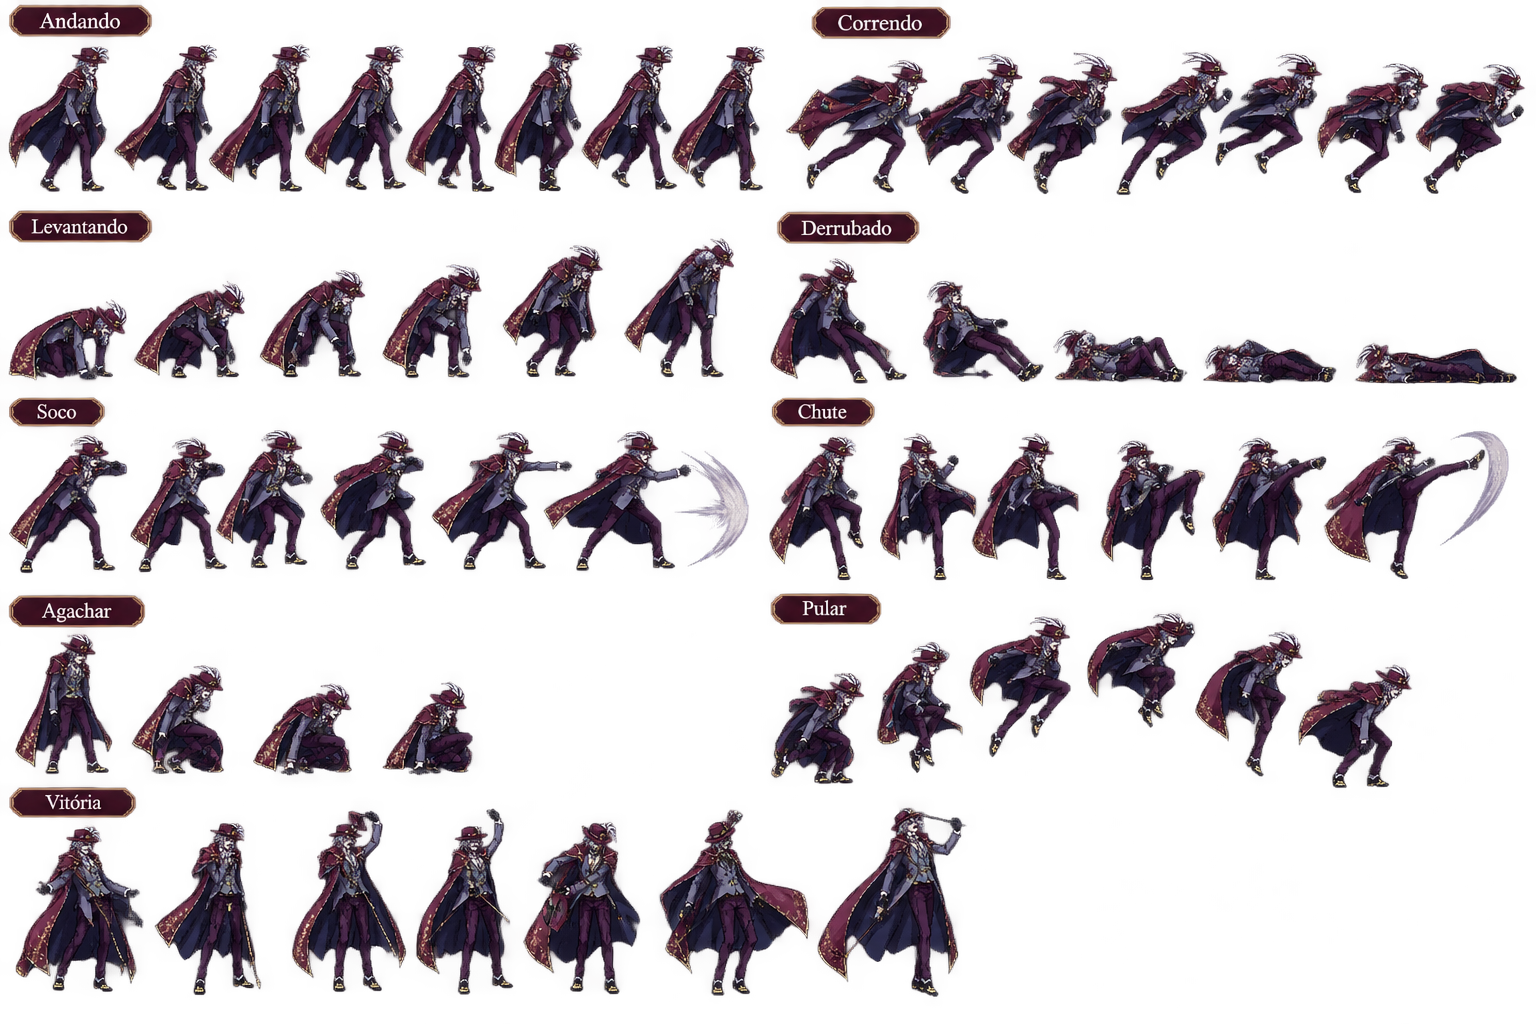 Andando
Correndo
Levantando
Derrubado
Soco
Chute
Agachar
Pular
Vitória